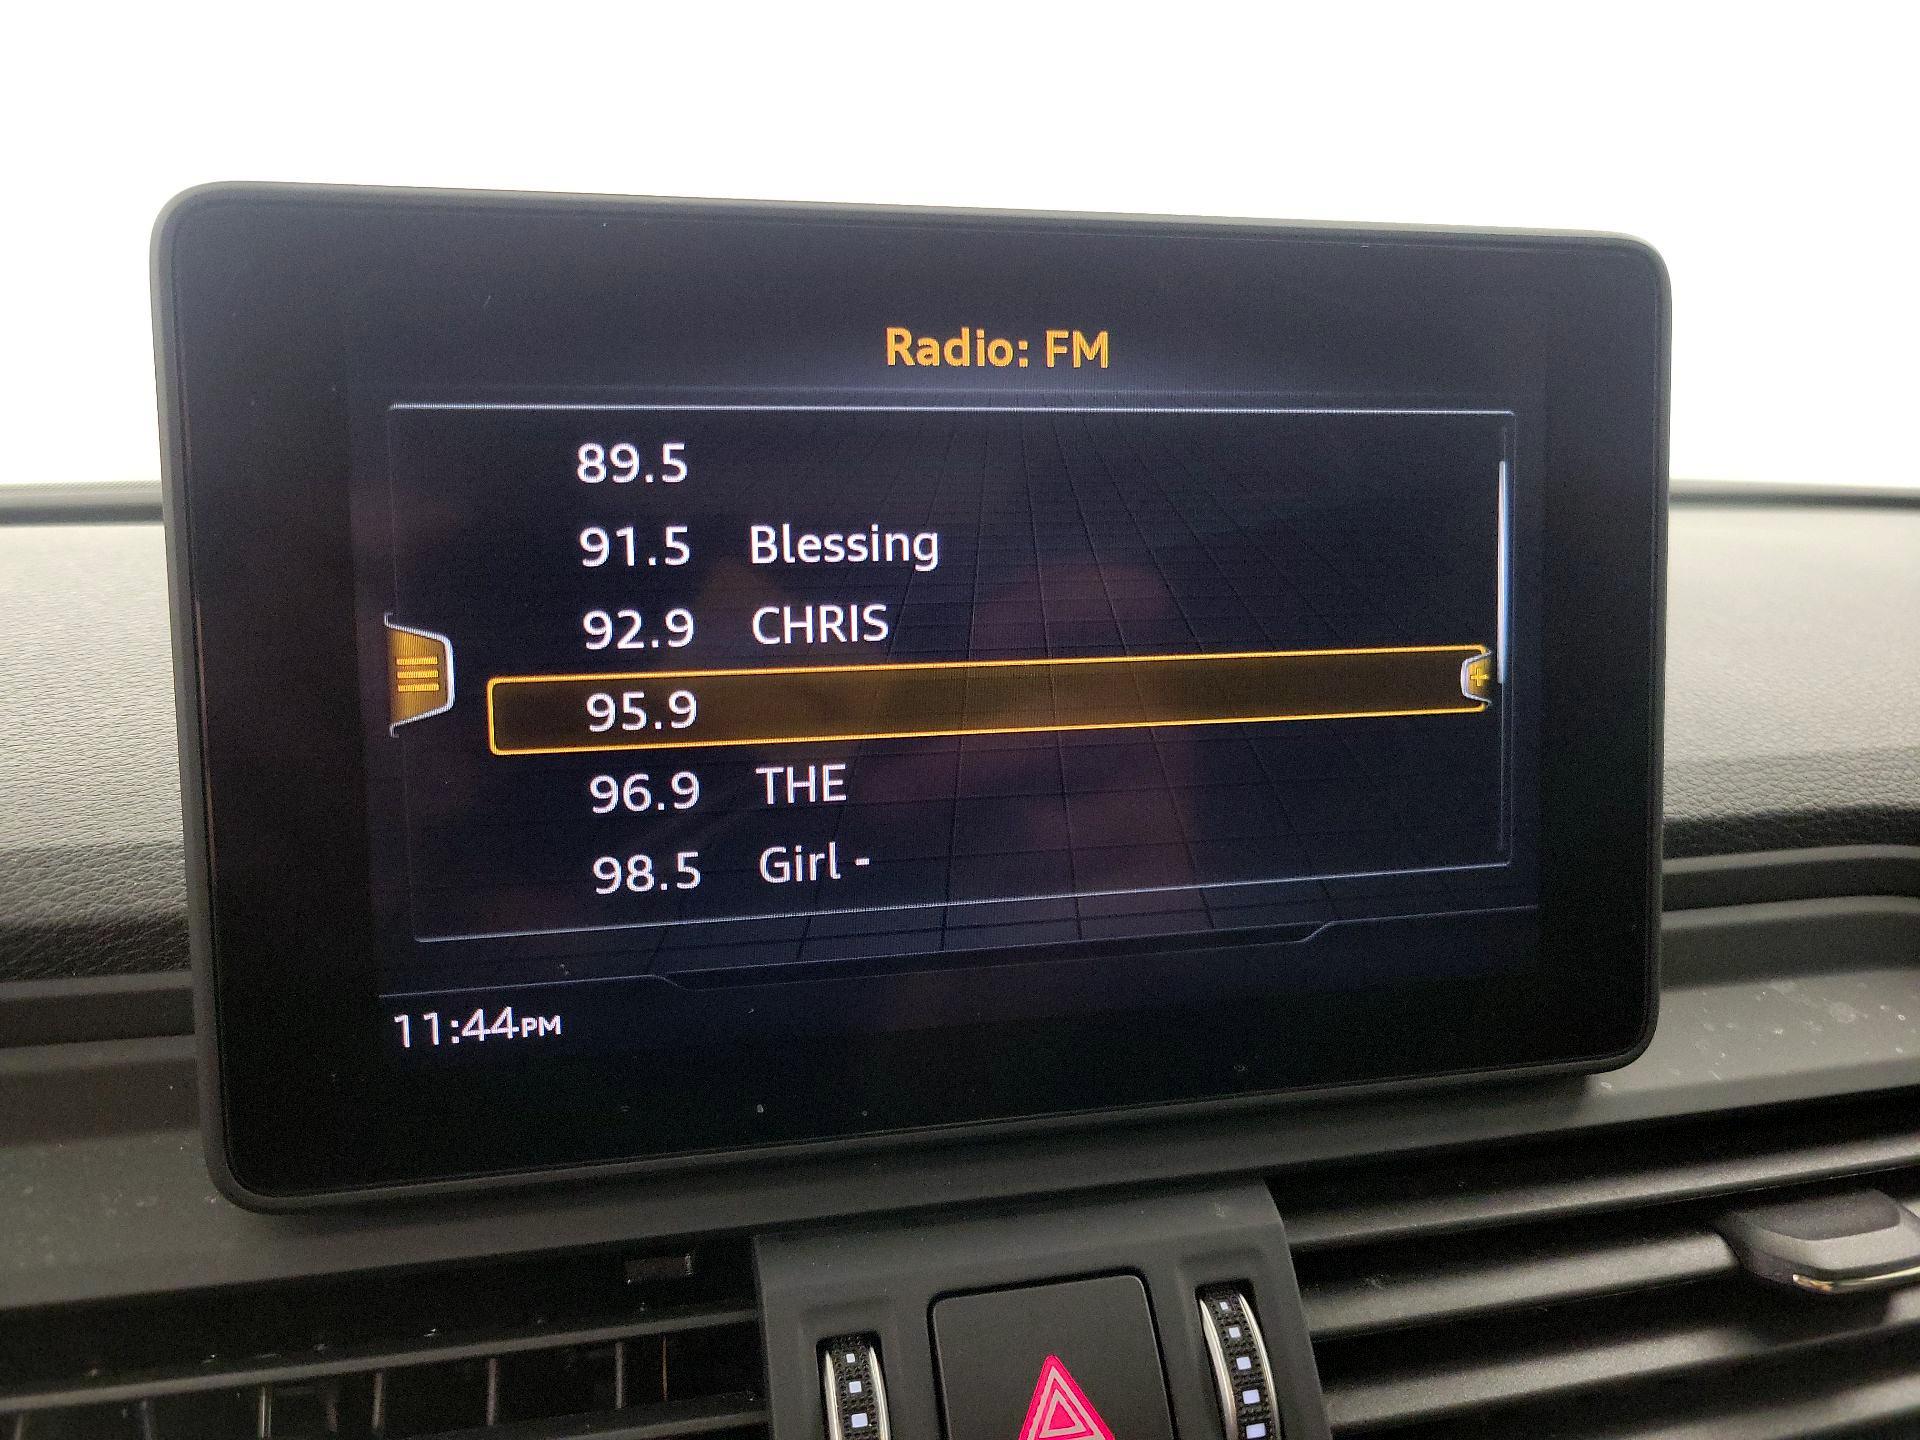 Radio: FM
89.5
91.5 Blessing
92.9 CHRIS
95.9
96.9 THE
98.5 Girl -
11:44PM